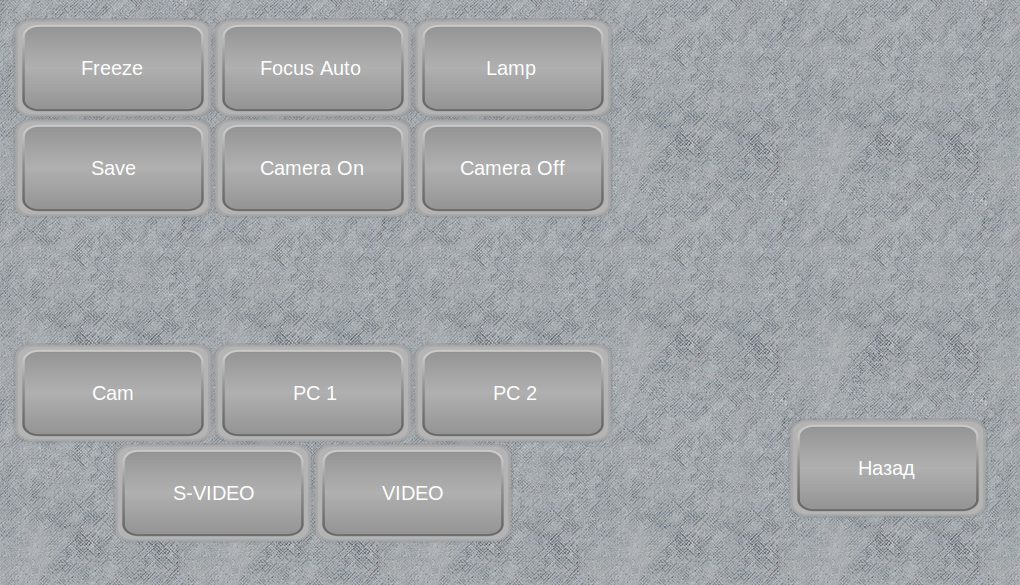 Freeze
Focus Auto
Lamp
Save
Camera On
Camera Off
Cam
PC 1
PC 2
Назад
S-VIDEO
VIDEO